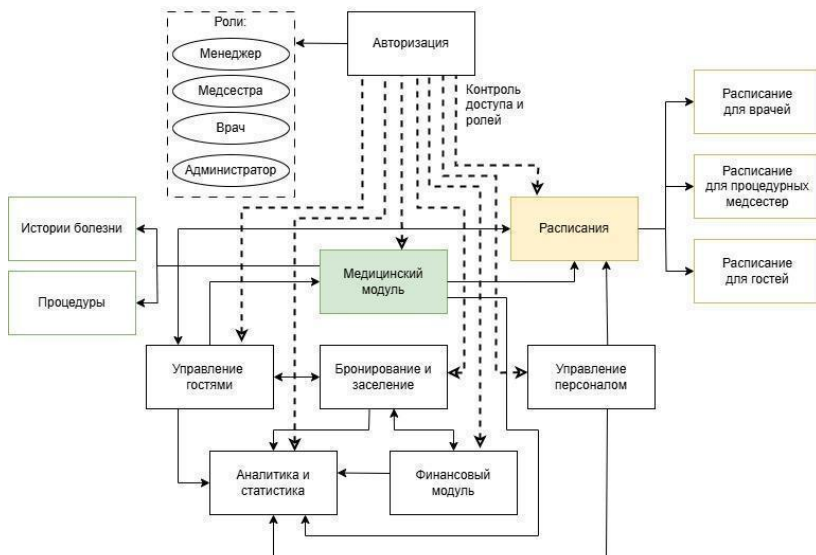 Роли:
Менеджер
Медсестра
Врач
Администратор
Авторизация
Контроль
доступа и
ролей
Расписание
для врачей
Расписание
для процедурных
медсестер
Расписание
для гостей
Расписания
Истории болезни
Процедуры
Медицинский
модуль
Управление
гостями
Бронирование и
заселение
Управление
персоналом
Аналитика и
статистика
Финансовый
модуль